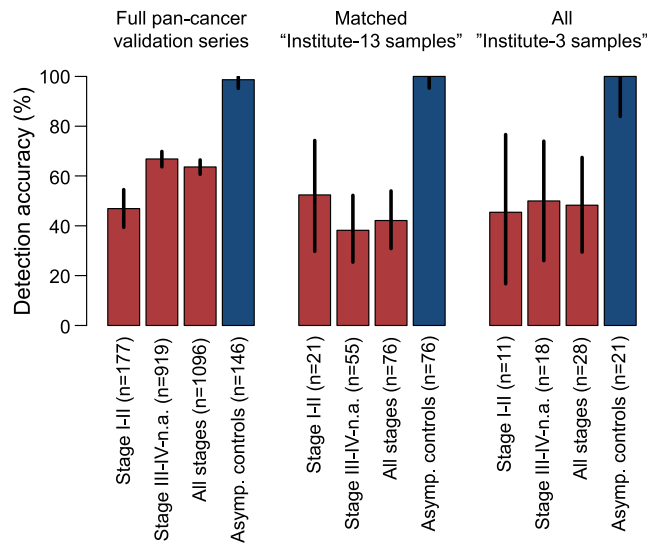 Full pan-cancer
validation series
Matched
“Institute-13 samples”
All
"Institute-3 samples”
Detection accuracy (%)
100
80
60
40
20
0
Stage I-II (n=177)
Stage III-IV-n.a. (n=919)
All stages (n=1096)
Asymp. controls (n=146)
Stage I-II (n=21)
Stage III-IV-n.a. (n=55)
All stages (n=76)
Asymp. controls (n=76)
Stage I-II (n=11)
Stage III-IV-n.a. (n=18)
All stages (n=28)
Asymp. controls (n=21)